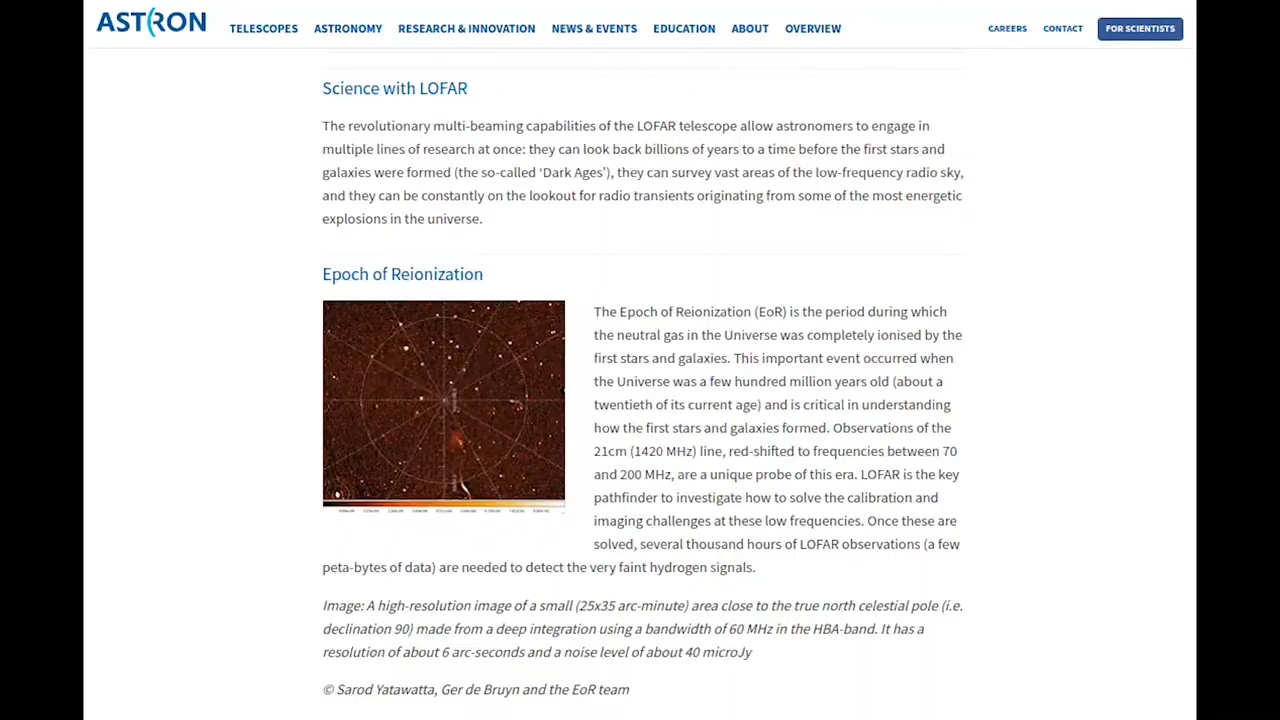 ASTRON
TELESCOPES ASTRONOMY RESEARCH & INNOVATION NEWS & EVENTS EDUCATION ABOUT OVERVIEW CAREERS CONTACT FOR SCIENTISTS
Science with LOFAR
The revolutionary multi-beaming capabilities of the LOFAR telescope allow astronomers to engage in
multiple lines of research at once: they can look back billions of years to a time before the first stars and
galaxies were formed (the so-called ‘Dark Ages’), they can survey vast areas of the low-frequency radio sky,
and they can be constantly on the lookout for radio transients originating from some of the most energetic
explosions in the universe.
Epoch of Reionization
The Epoch of Reionization (EoR) is the period during which
the neutral gas in the Universe was completely ionised by the
first stars and galaxies. This important event occurred when
the Universe was a few hundred million years old (about a
twentieth of its current age) and is critical in understanding
how the first stars and galaxies formed. Observations of the
21cm (1420 MHz) line, red-shifted to frequencies between 70
and 200 MHz, are a unique probe of this era. LOFAR is the key
pathfinder to investigate how to solve the calibration and
imaging challenges at these low frequencies. Once these are
solved, several thousand hours of LOFAR observations (a few
peta-bytes of data) are needed to detect the very faint hydrogen signals.
Image: A high-resolution image of a small (25x35 arc-minute) area close to the true north celestial pole (i.e.
declination 90) made from a deep integration using a bandwidth of 60 MHz in the HBA-band. It has a
resolution of about 6 arc-seconds and a noise level of about 40 microJy
© Sarod Yatawatta, Ger de Bruyn and the EoR team